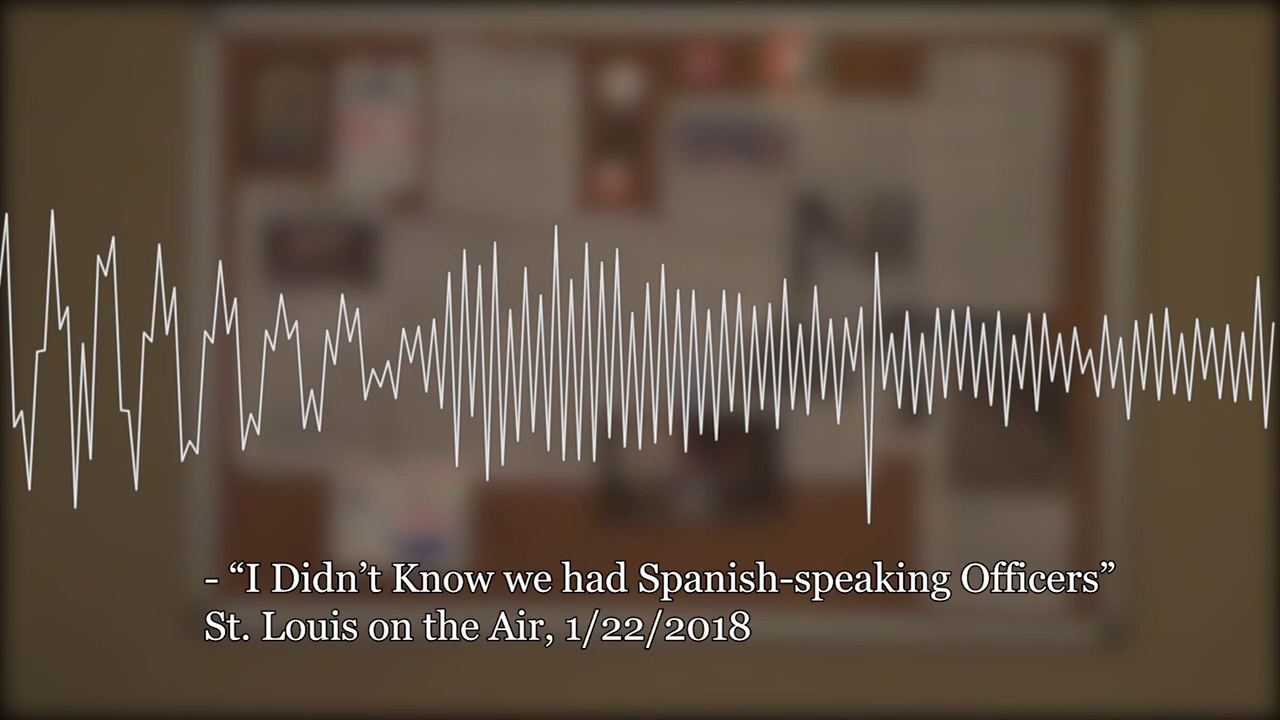 - “I Didn’t Know we had Spanish-speaking Officers”
St. Louis on the Air, 1/22/2018